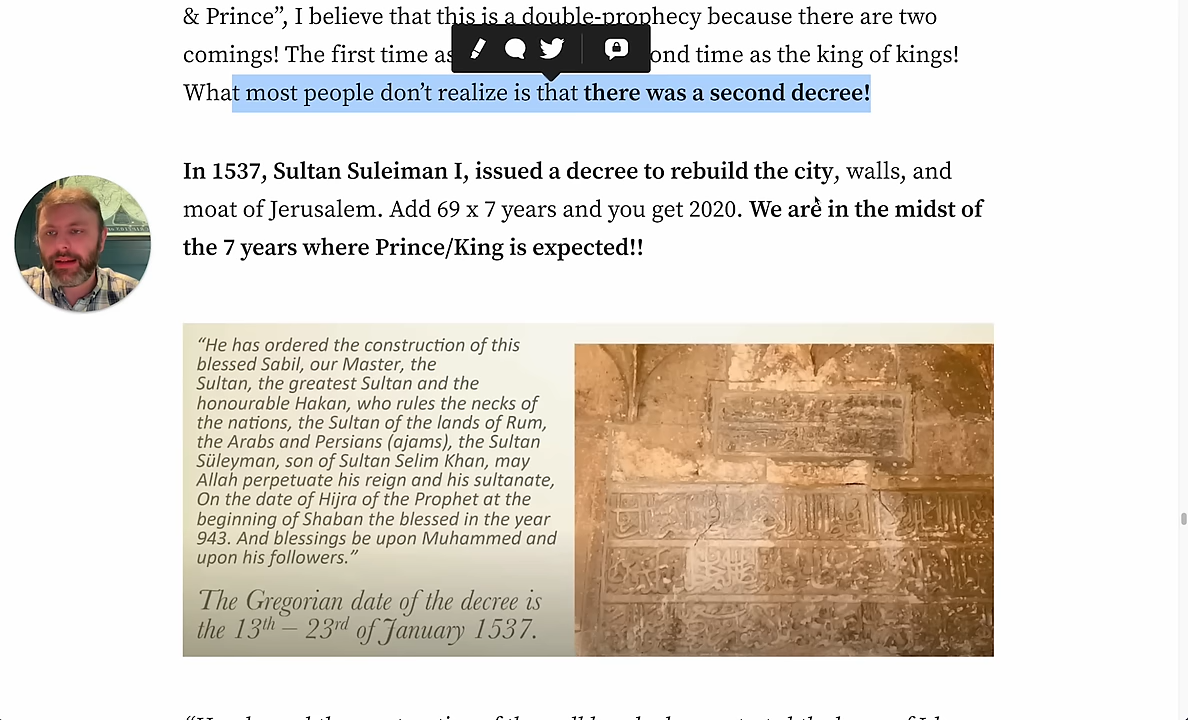 & Prince”, I believe that this is a double-prophecy because there are two
comings! The first time as ond time as the king of kings!
What most people don’t realize is that there was a second decree!
In 1537, Sultan Suleiman I, issued a decree to rebuild the city, walls, and
moat of Jerusalem. Add 69 x 7 years and you get 2020. We are in the midst of
the 7 years where Prince/King is expected!!
“He has ordered the construction of this
blessed Sabil, our Master, the
Sultan, the greatest Sultan and the
honourable Hakan, who rules the necks of
the nations, the Sultan of the lands of Rum,
the Arabs and Persians (ajams), the Sultan
Süleyman, son of Sultan Selim Khan, may
Allah perpetuate his reign and his sultanate,
On the date of Hijra of the Prophet at the
beginning of Shaban the blessed in the year
943. And blessings be upon Muhammed and
upon his followers.”
The Gregorian date of the decree is
the 13th – 23rd of January 1537.